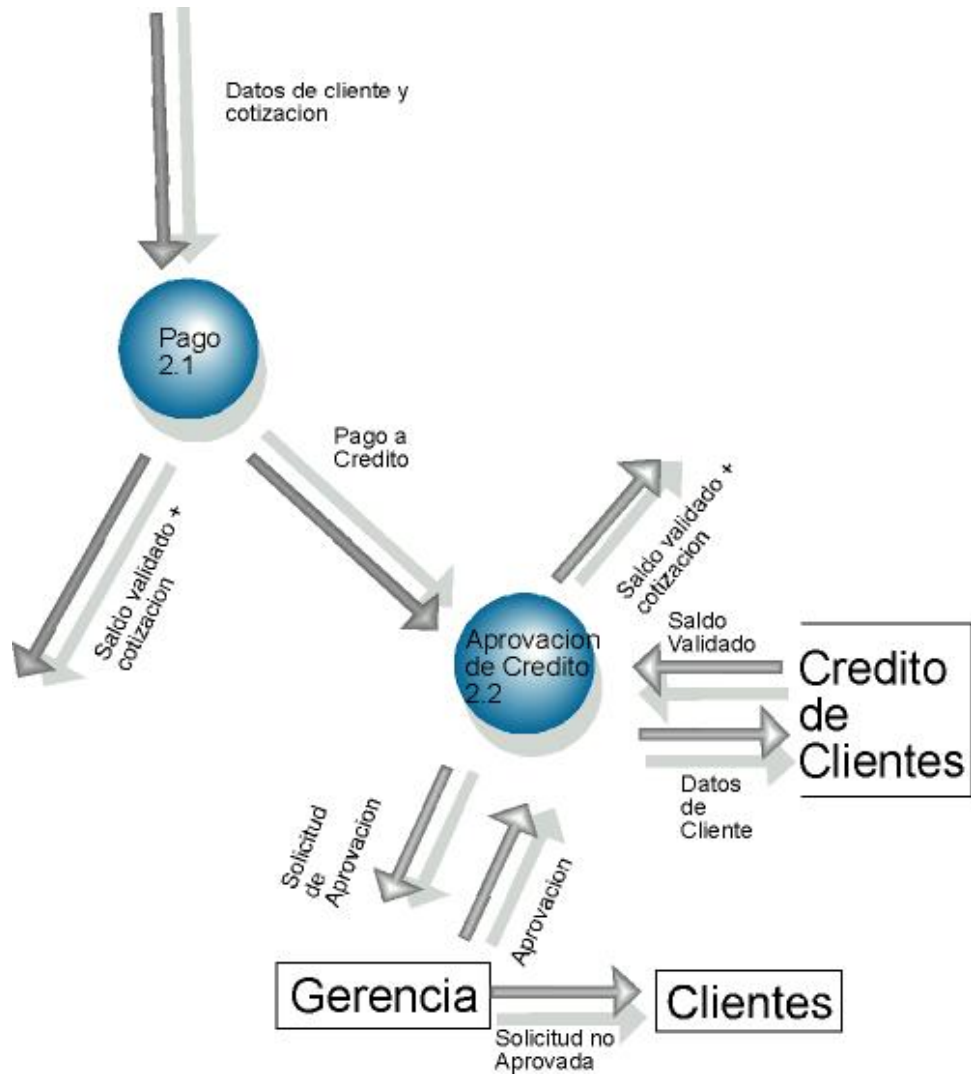 Datos de cliente y
cotizacion
Pago
2.1
Pago a
Credito
Saldo validado +
cotizacion
Saldo validado +
cotizacion
Aprovacion
de Credito
2.2
Saldo
Validado
Credito
de
Clientes
Datos
de
Cliente
Solicitud
de
Aprovacion
Aprovacion
Gerencia
Clientes
Solicitud no
Aprovada